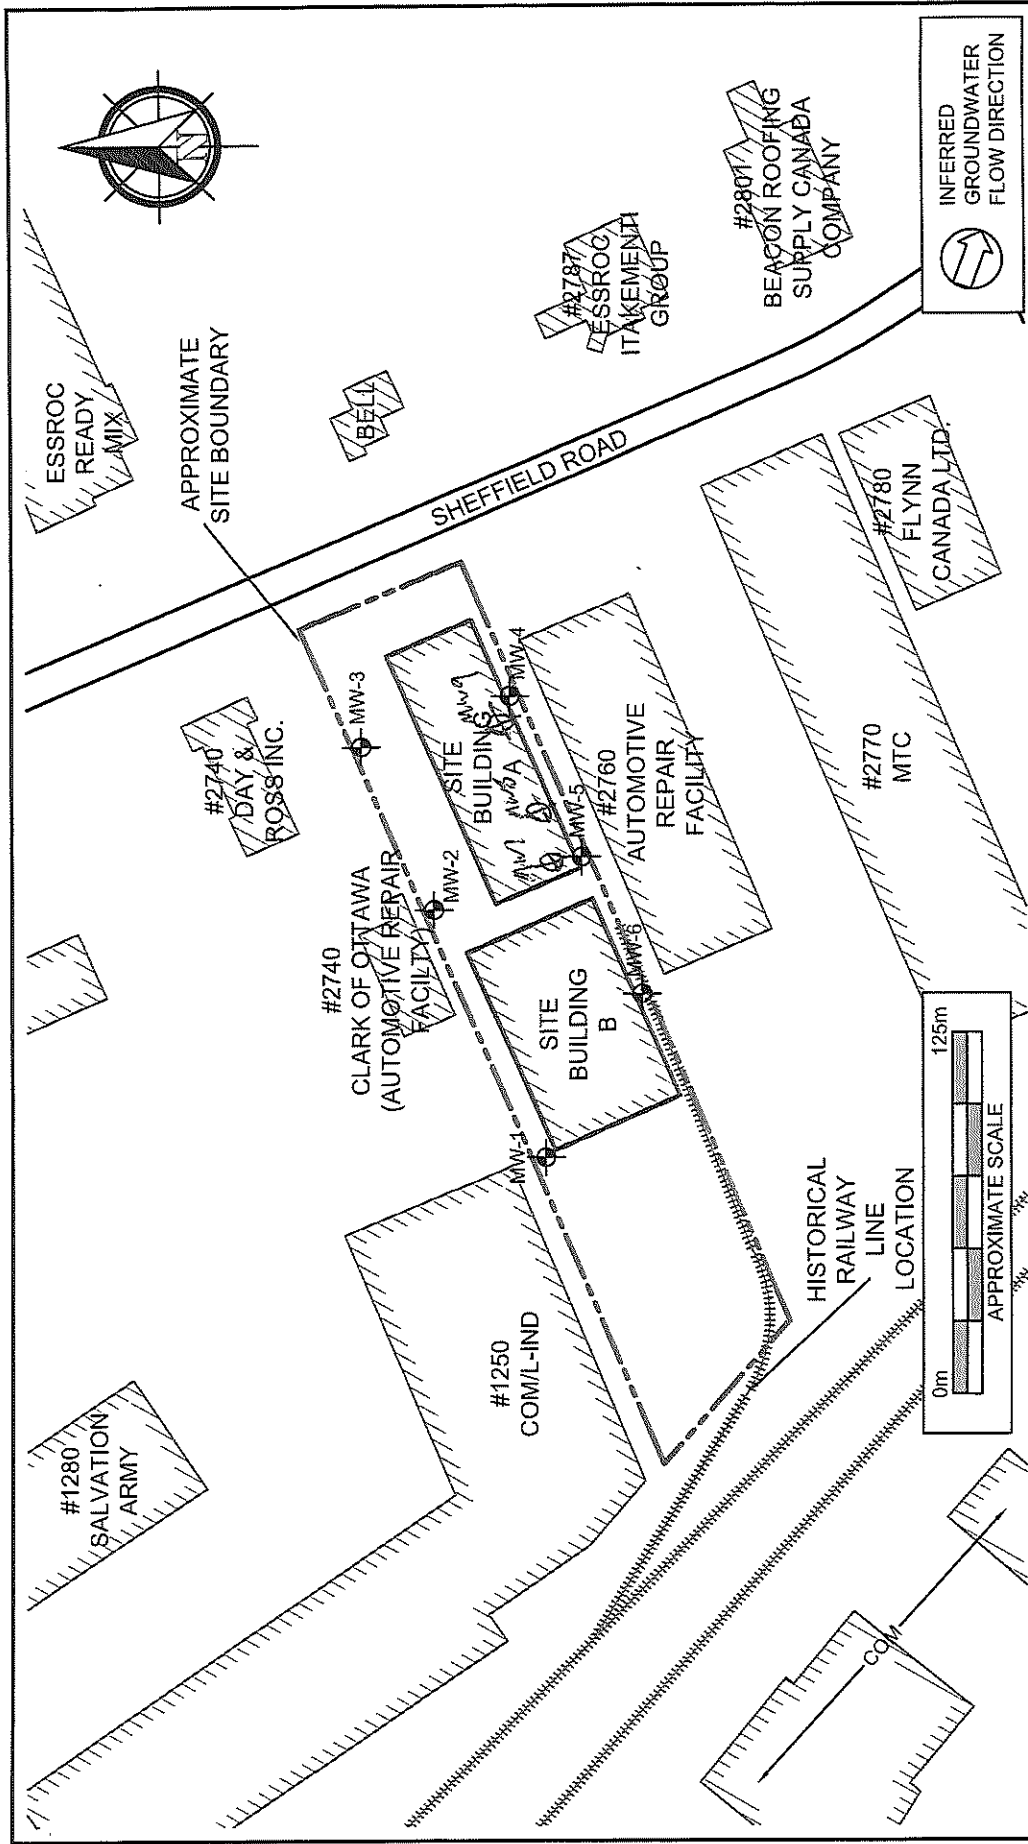 ESSROC
READY
MIX
N
APPROXIMATE
SITE BOUNDARY
BELL
#2787
ESSROC
ITAKEMENTI
GROUP
#2801
BEACON ROOFING
SUPPLY CANADA
COMPANY
SHEFFIELD ROAD
#2740
DAY &
ROSS INC.
MW-3
MW-4
SITE
BUILDING
A
MW-5
#2760
AUTOMOTIVE
REPAIR
FACILITY
#2780
FLYNN
CANADA LTD.
#2770
MTC
#2740
CLARK OF OTTAWA
(AUTOMOTIVE REPAIR
FACILTY)
MW-2
SITE
BUILDING
B
MW-6
MW-1
#1250
COM/L-IND
#1280
SALVATION
ARMY
HISTORICAL
RAILWAY
LINE
LOCATION
COM
0m
125m
APPROXIMATE SCALE
INFERRED
GROUNDWATER
FLOW DIRECTION